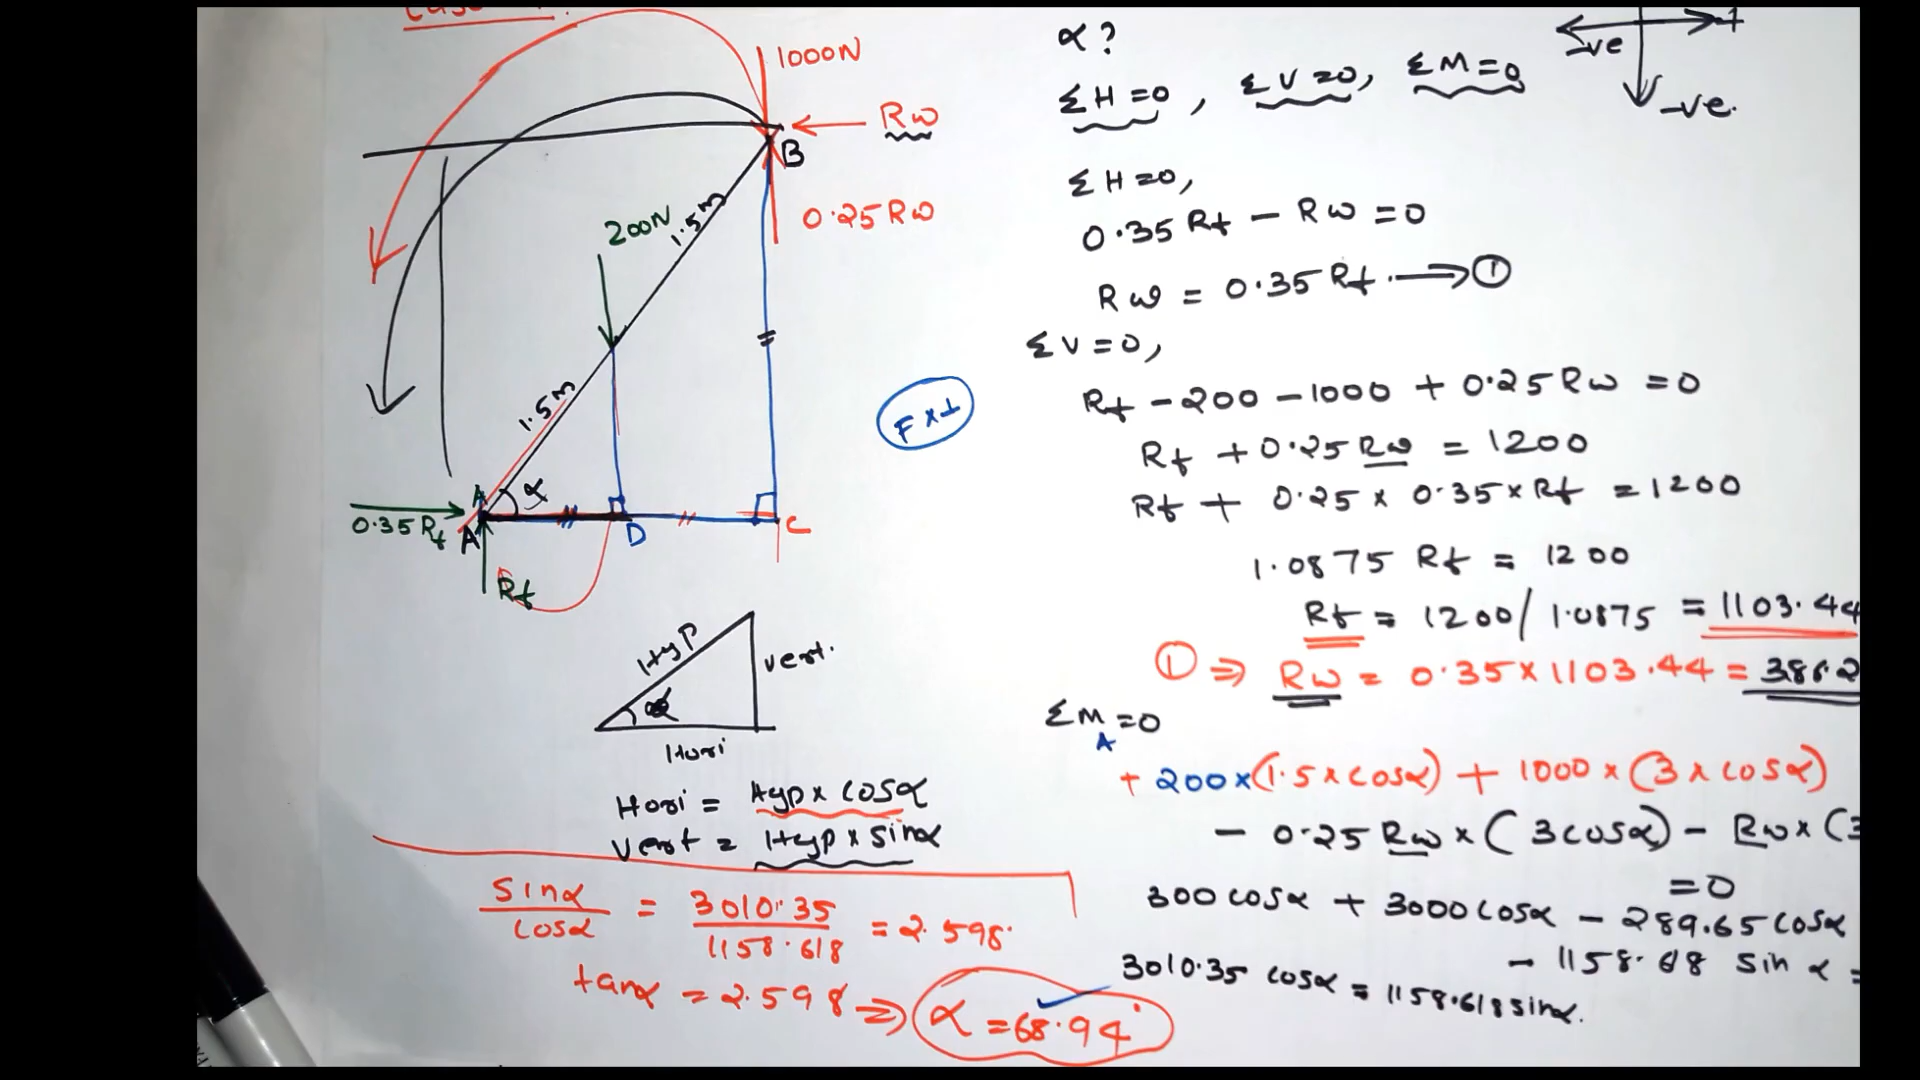 1000N
Rw
B
0.25 Rw
200N
1.5m
1.5m
F x ⊥
A
α
0.35 Rf
A
D
C
Rf
Hyp
vert.
α
Hori
Hori = Hyp x cosα
Vert = Hyp x sinα
sinα / cosα = 3010.35 / 1158.618 = 2.598.
tanα = 2.598 ⇒ α = 68.94°
α?
-ve
+
-ve.
ΣH=0, ΣV=0, ΣM=0
ΣH=0,
0.35 Rf - Rw = 0
Rw = 0.35 Rf. → ①
ΣV=0,
Rf - 200 - 1000 + 0.25 Rw = 0
Rf + 0.25 Rw = 1200
Rf + 0.25 x 0.35 x Rf = 1200
1.0875 Rf = 1200
Rf = 1200/1.0875 = 1103.44
① ⇒ Rw = 0.35 x 1103.44 = 386.2
ΣM A = 0
+ 200 x (1.5 x cosα) + 1000 x (3 x cosα)
- 0.25 Rw x (3 cosα) - Rw x (3
= 0
300 cosα + 3000 cosα - 289.65 cosα
- 1158.618 sin α =
3010.35 cosα = 1158.618 sinα.